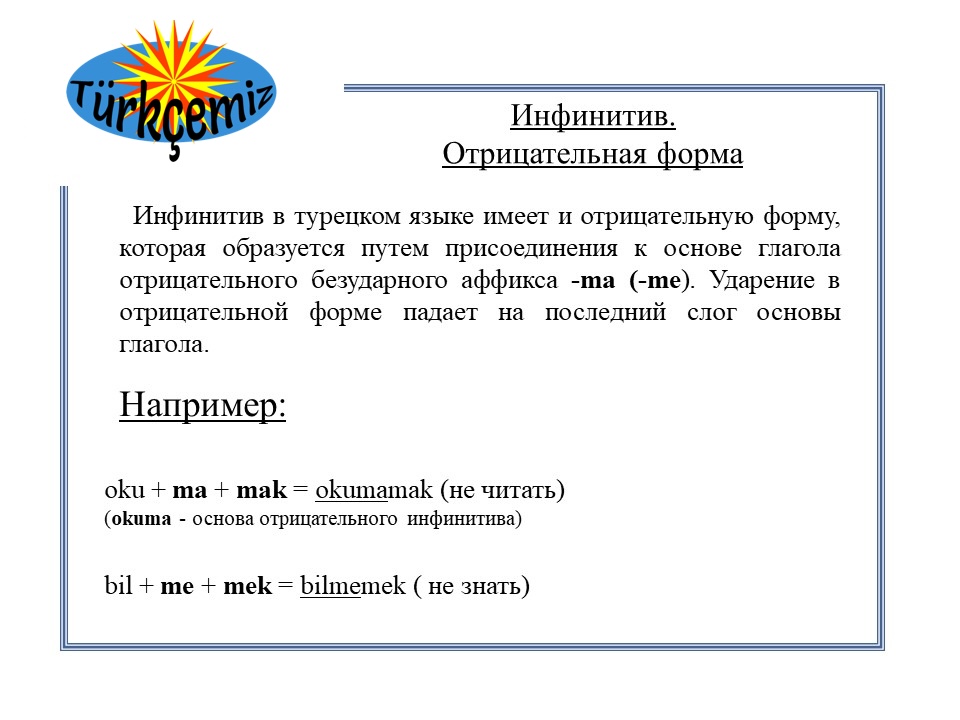 Türkçemiz
Инфинитив.
Отрицательная форма
Инфинитив в турецком языке имеет и отрицательную форму,
которая образуется путем присоединения к основе глагола
отрицательного безударного аффикса -ma (-me). Ударение в
отрицательной форме падает на последний слог основы
глагола.
Например:
oku + ma + mak = okumamak (не читать)
(okuma - основа отрицательного инфинитива)
bil + me + mek = bilmemek ( не знать)